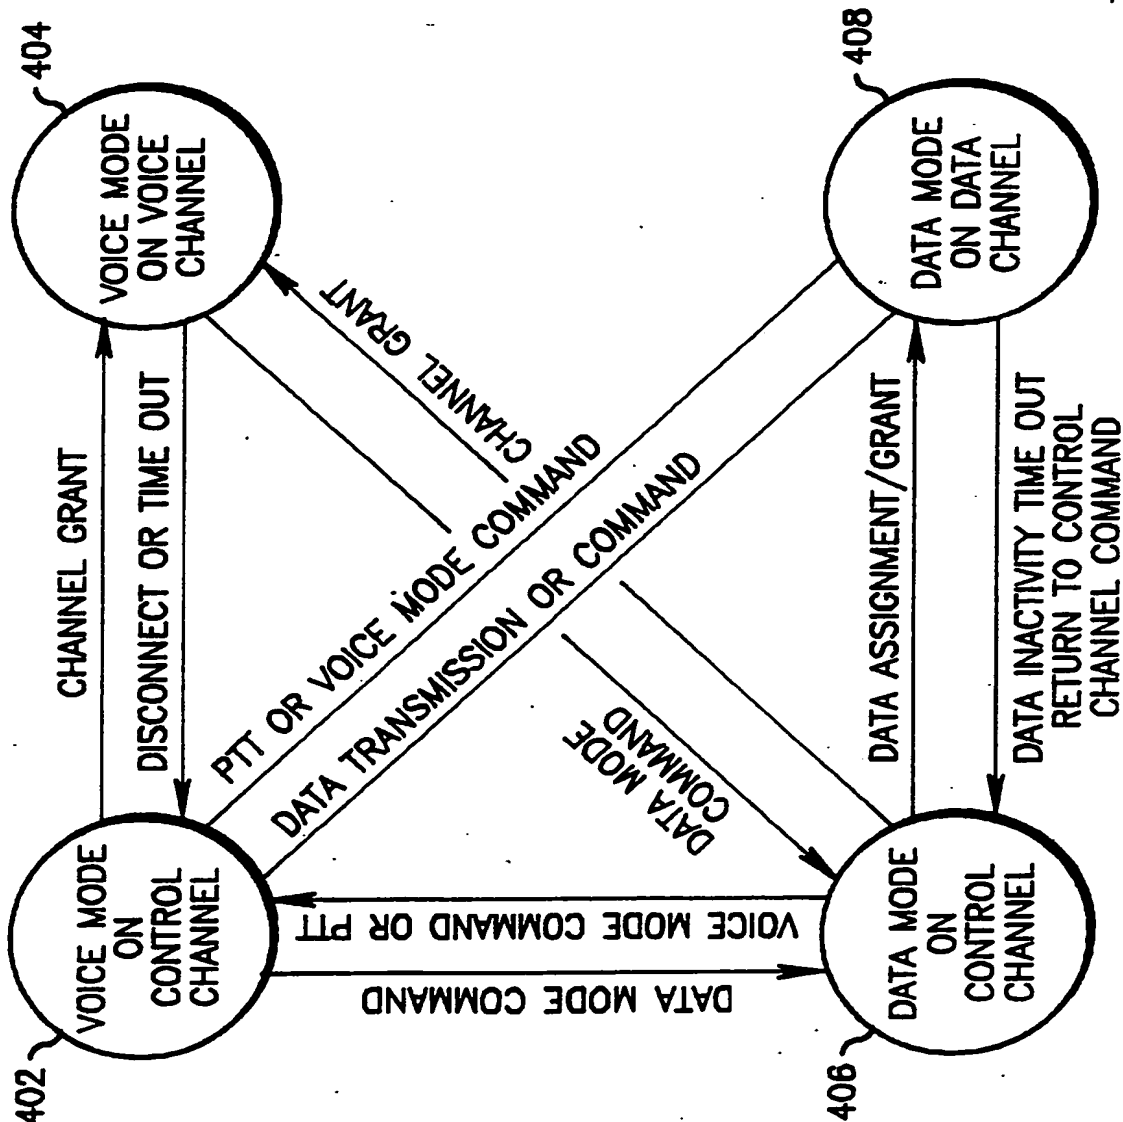 402
VOICE MODE
ON
CONTROL
CHANNEL
CHANNEL GRANT
DISCONNECT OR TIME OUT
404
VOICE MODE
ON VOICE
CHANNEL
PTT OR VOICE MODE COMMAND
DATA TRANSMISSION OR COMMAND
CHANNEL GRANT
DATA MODE
COMMAND
VOICE MODE COMMAND OR PTT
DATA MODE COMMAND
406
DATA MODE
ON
CONTROL
CHANNEL
DATA ASSIGNMENT/GRANT
DATA INACTIVITY TIME OUT
RETURN TO CONTROL
CHANNEL COMMAND
408
DATA MODE
ON DATA
CHANNEL